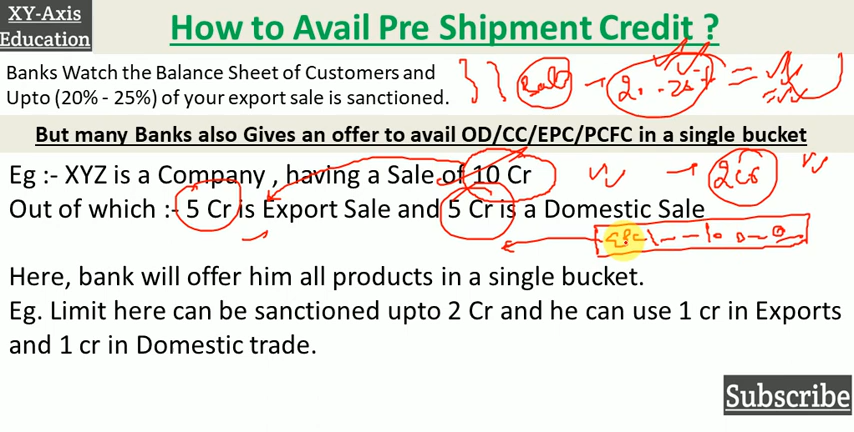 XY-Axis
Education
How to Avail Pre Shipment Credit ?
Banks Watch the Balance Sheet of Customers and
Upto (20% - 25%) of your export sale is sanctioned.
But many Banks also Gives an offer to avail OD/CC/EPC/PCFC in a single bucket
Eg :- XYZ is a Company , having a Sale of 10 Cr
Out of which :- 5 Cr is Export Sale and 5 Cr is a Domestic Sale
Here, bank will offer him all products in a single bucket.
Eg. Limit here can be sanctioned upto 2 Cr and he can use 1 cr in Exports
and 1 cr in Domestic trade.
Subscribe